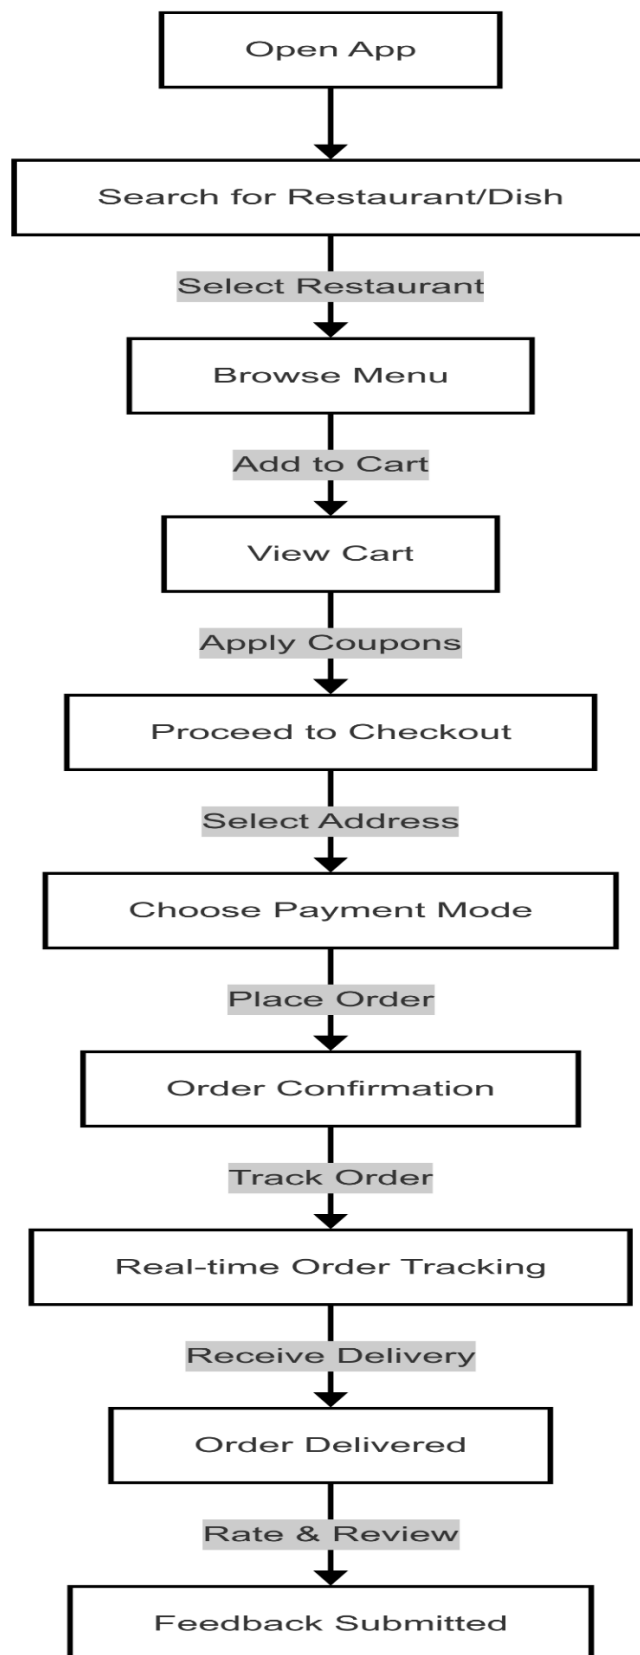 Open App
Search for Restaurant/Dish
Select Restaurant
Browse Menu
Add to Cart
View Cart
Apply Coupons
Proceed to Checkout
Select Address
Choose Payment Mode
Place Order
Order Confirmation
Track Order
Real-time Order Tracking
Receive Delivery
Order Delivered
Rate & Review
Feedback Submitted